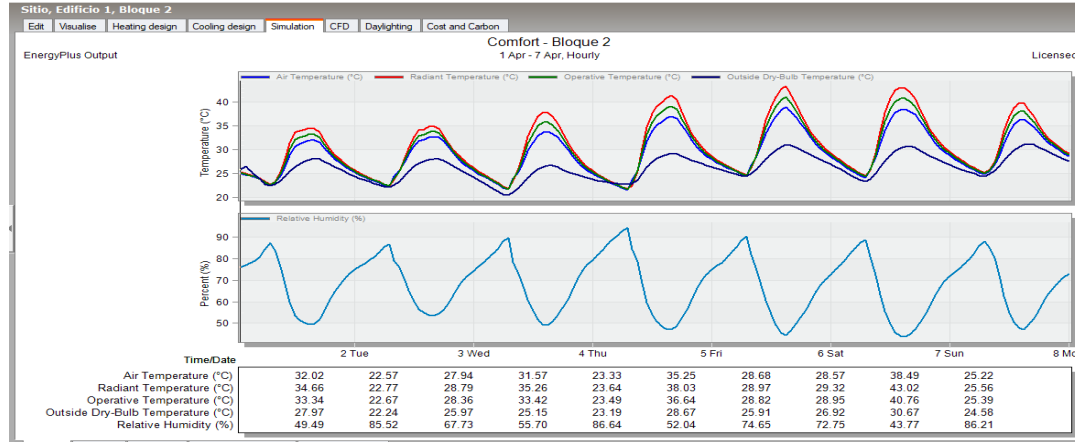 Sitio, Edificio 1, Bloque 2
Edit Visualise Heating design Cooling design Simulation CFD Daylighting Cost and Carbon
Comfort - Bloque 2
EnergyPlus Output 1 Apr - 7 Apr, Hourly Licensed
Air Temperature (°C) Radiant Temperature (°C) Operative Temperature (°C) Outside Dry-Bulb Temperature (°C)
Temperature (°C)
40
35
30
25
20
Relative Humidity (%)
Percent (%)
90
80
70
60
50
Time/Date 2 Tue 3 Wed 4 Thu 5 Fri 6 Sat 7 Sun 8 Mo
Air Temperature (°C) 32.02 22.57 27.94 31.57 23.33 35.25 28.68 28.57 38.49 25.22
Radiant Temperature (°C) 34.66 22.77 28.79 35.26 23.64 38.03 28.97 29.32 43.02 25.56
Operative Temperature (°C) 33.34 22.67 28.36 33.42 23.49 36.64 28.82 28.95 40.76 25.39
Outside Dry-Bulb Temperature (°C) 27.97 22.24 25.97 25.15 23.19 28.67 25.91 26.92 30.67 24.58
Relative Humidity (%) 49.49 85.52 67.73 55.70 86.64 52.04 74.65 72.75 43.77 86.21